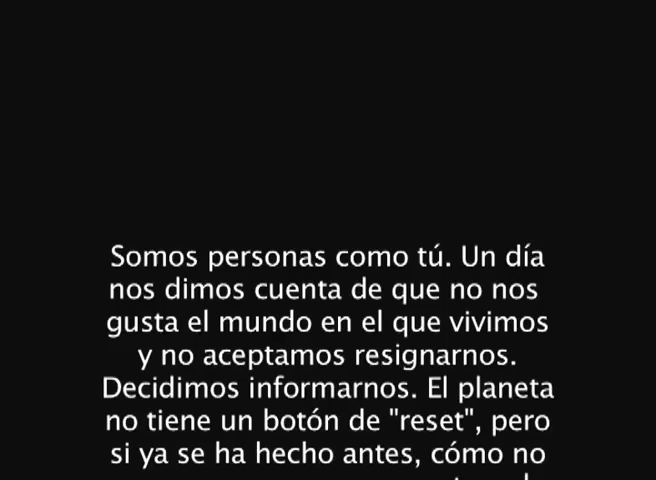 Somos personas como tú. Un día
nos dimos cuenta de que no nos
gusta el mundo en el que vivimos
y no aceptamos resignarnos.
Decidimos informarnos. El planeta
no tiene un botón de "reset", pero
si ya se ha hecho antes, cómo no